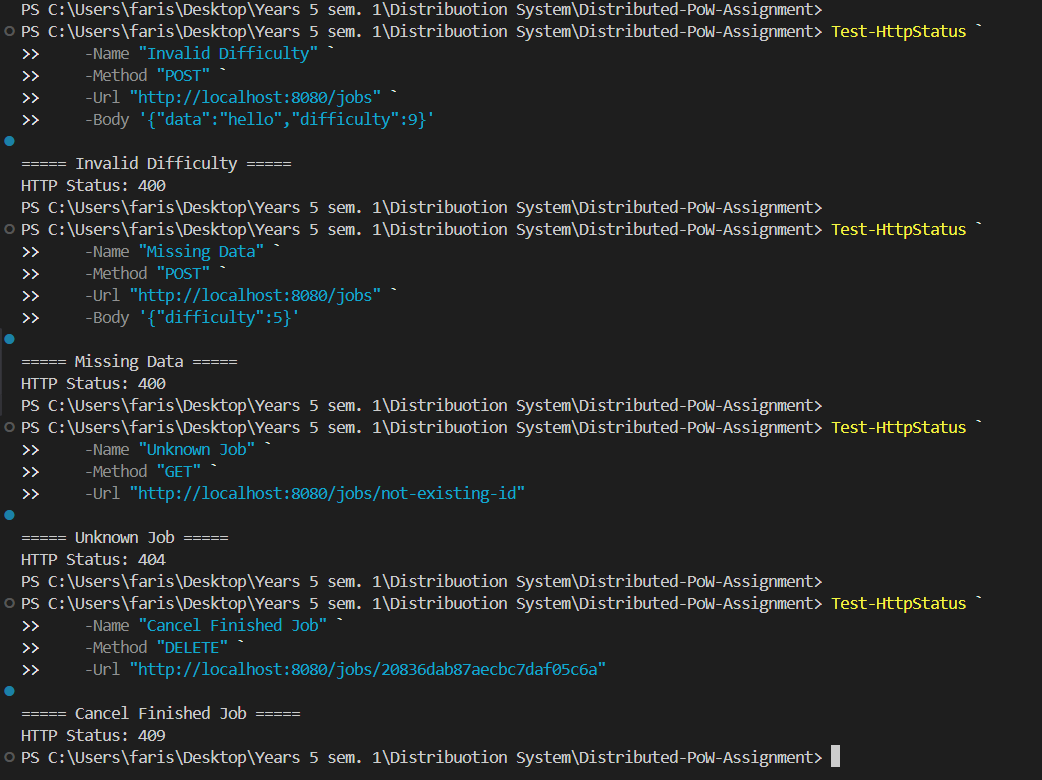 PS C:\Users\faris\Desktop\Years 5 sem. 1\Distribuotion System\Distributed-PoW-Assignment>
PS C:\Users\faris\Desktop\Years 5 sem. 1\Distribuotion System\Distributed-PoW-Assignment> Test-HttpStatus `
>>     -Name "Invalid Difficulty" `
>>     -Method "POST" `
>>     -Url "http://localhost:8080/jobs" `
>>     -Body '{"data":"hello","difficulty":9}'
===== Invalid Difficulty =====
HTTP Status: 400
PS C:\Users\faris\Desktop\Years 5 sem. 1\Distribuotion System\Distributed-PoW-Assignment>
PS C:\Users\faris\Desktop\Years 5 sem. 1\Distribuotion System\Distributed-PoW-Assignment> Test-HttpStatus `
>>     -Name "Missing Data" `
>>     -Method "POST" `
>>     -Url "http://localhost:8080/jobs" `
>>     -Body '{"difficulty":5}'
===== Missing Data =====
HTTP Status: 400
PS C:\Users\faris\Desktop\Years 5 sem. 1\Distribuotion System\Distributed-PoW-Assignment>
PS C:\Users\faris\Desktop\Years 5 sem. 1\Distribuotion System\Distributed-PoW-Assignment> Test-HttpStatus `
>>     -Name "Unknown Job" `
>>     -Method "GET" `
>>     -Url "http://localhost:8080/jobs/not-existing-id"
===== Unknown Job =====
HTTP Status: 404
PS C:\Users\faris\Desktop\Years 5 sem. 1\Distribuotion System\Distributed-PoW-Assignment>
PS C:\Users\faris\Desktop\Years 5 sem. 1\Distribuotion System\Distributed-PoW-Assignment> Test-HttpStatus `
>>     -Name "Cancel Finished Job" `
>>     -Method "DELETE" `
>>     -Url "http://localhost:8080/jobs/20836dab87aecbc7daf05c6a"
===== Cancel Finished Job =====
HTTP Status: 409
PS C:\Users\faris\Desktop\Years 5 sem. 1\Distribuotion System\Distributed-PoW-Assignment>